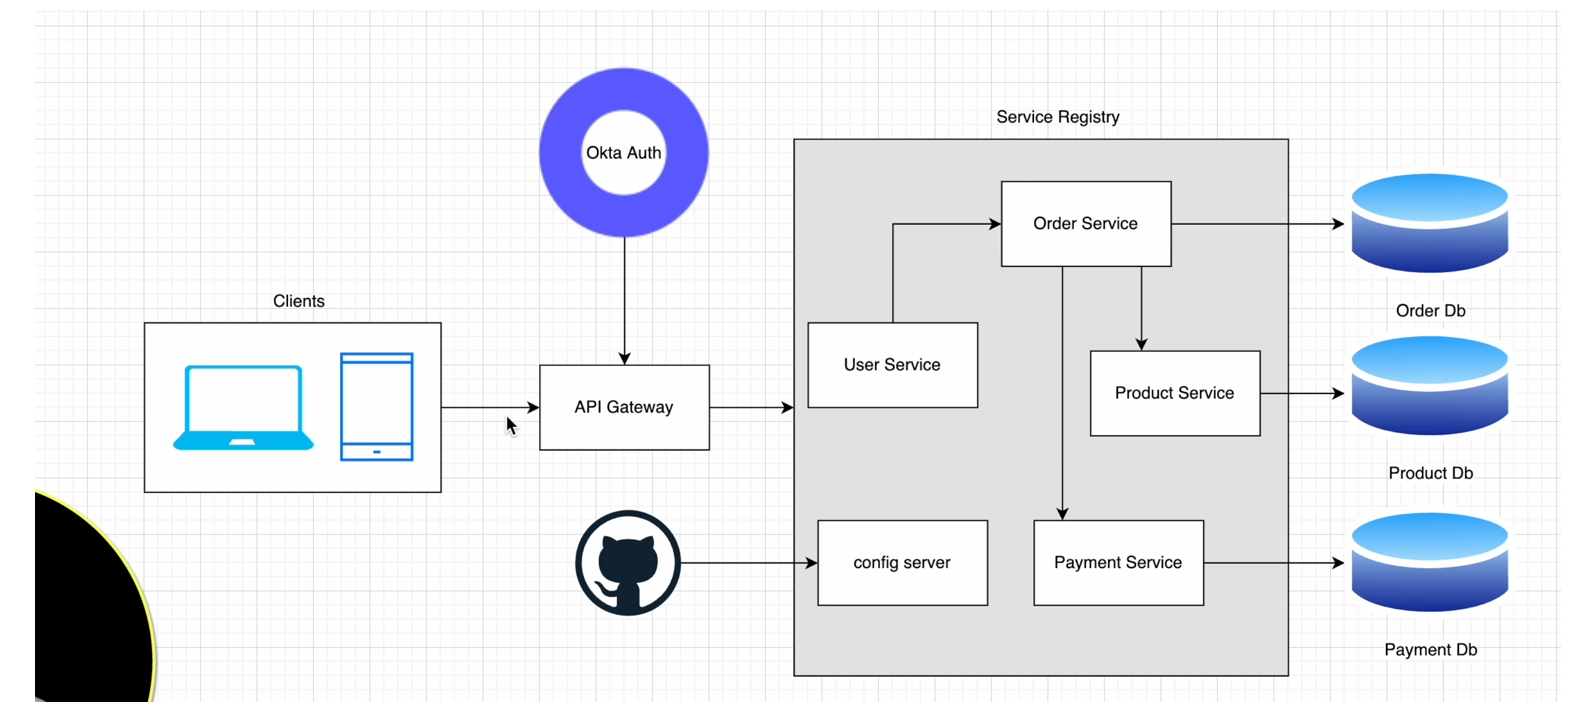 Okta Auth
Service Registry
Order Service
Order Db
Clients
User Service
API Gateway
Product Service
Product Db
config server
Payment Service
Payment Db